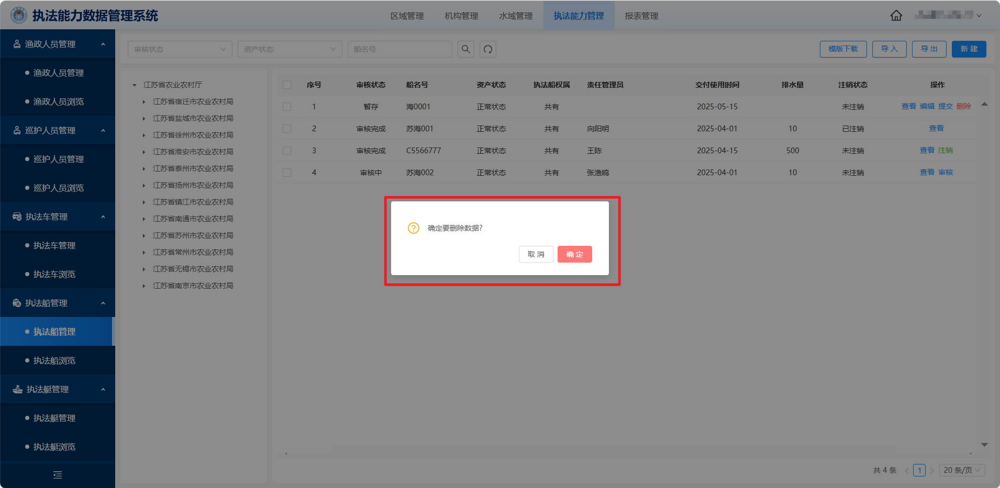 执法能力数据管理系统
区域管理 机构管理 水域管理 执法能力管理 报表管理
渔政人员管理
渔政人员管理
渔政人员浏览
巡护人员管理
巡护人员管理
巡护人员浏览
执法车管理
执法车管理
执法车浏览
执法船管理
执法船管理
执法船浏览
执法艇管理
执法艇管理
执法艇浏览
审核状态 资产状态 船名号 模版下载 导入 导出 新建
江苏省农业农村厅
江苏省宿迁市农业农村局
江苏省盐城市农业农村局
江苏省徐州市农业农村局
江苏省淮安市农业农村局
江苏省泰州市农业农村局
江苏省扬州市农业农村局
江苏省镇江市农业农村局
江苏省南通市农业农村局
江苏省苏州市农业农村局
江苏省常州市农业农村局
江苏省无锡市农业农村局
江苏省南京市农业农村局
序号 审核状态 船名号 资产状态 执法船权属 责任管理员 交付使用时间 排水量 注销状态 操作
1 暂存 海0001 正常状态 共有 2025-05-15 未注销 查看 编辑 提交 删除
2 审核完成 苏海001 正常状态 共有 向阳明 2025-04-01 10 已注销 查看
3 审核完成 C5566777 正常状态 共有 王陈 2025-04-15 500 未注销 查看 注销
4 审核中 苏海002 正常状态 共有 张渔鸥 2025-04-01 10 未注销 查看 审核
确定要删除数据?
取消 确定
共 4 条 1 20 条/页